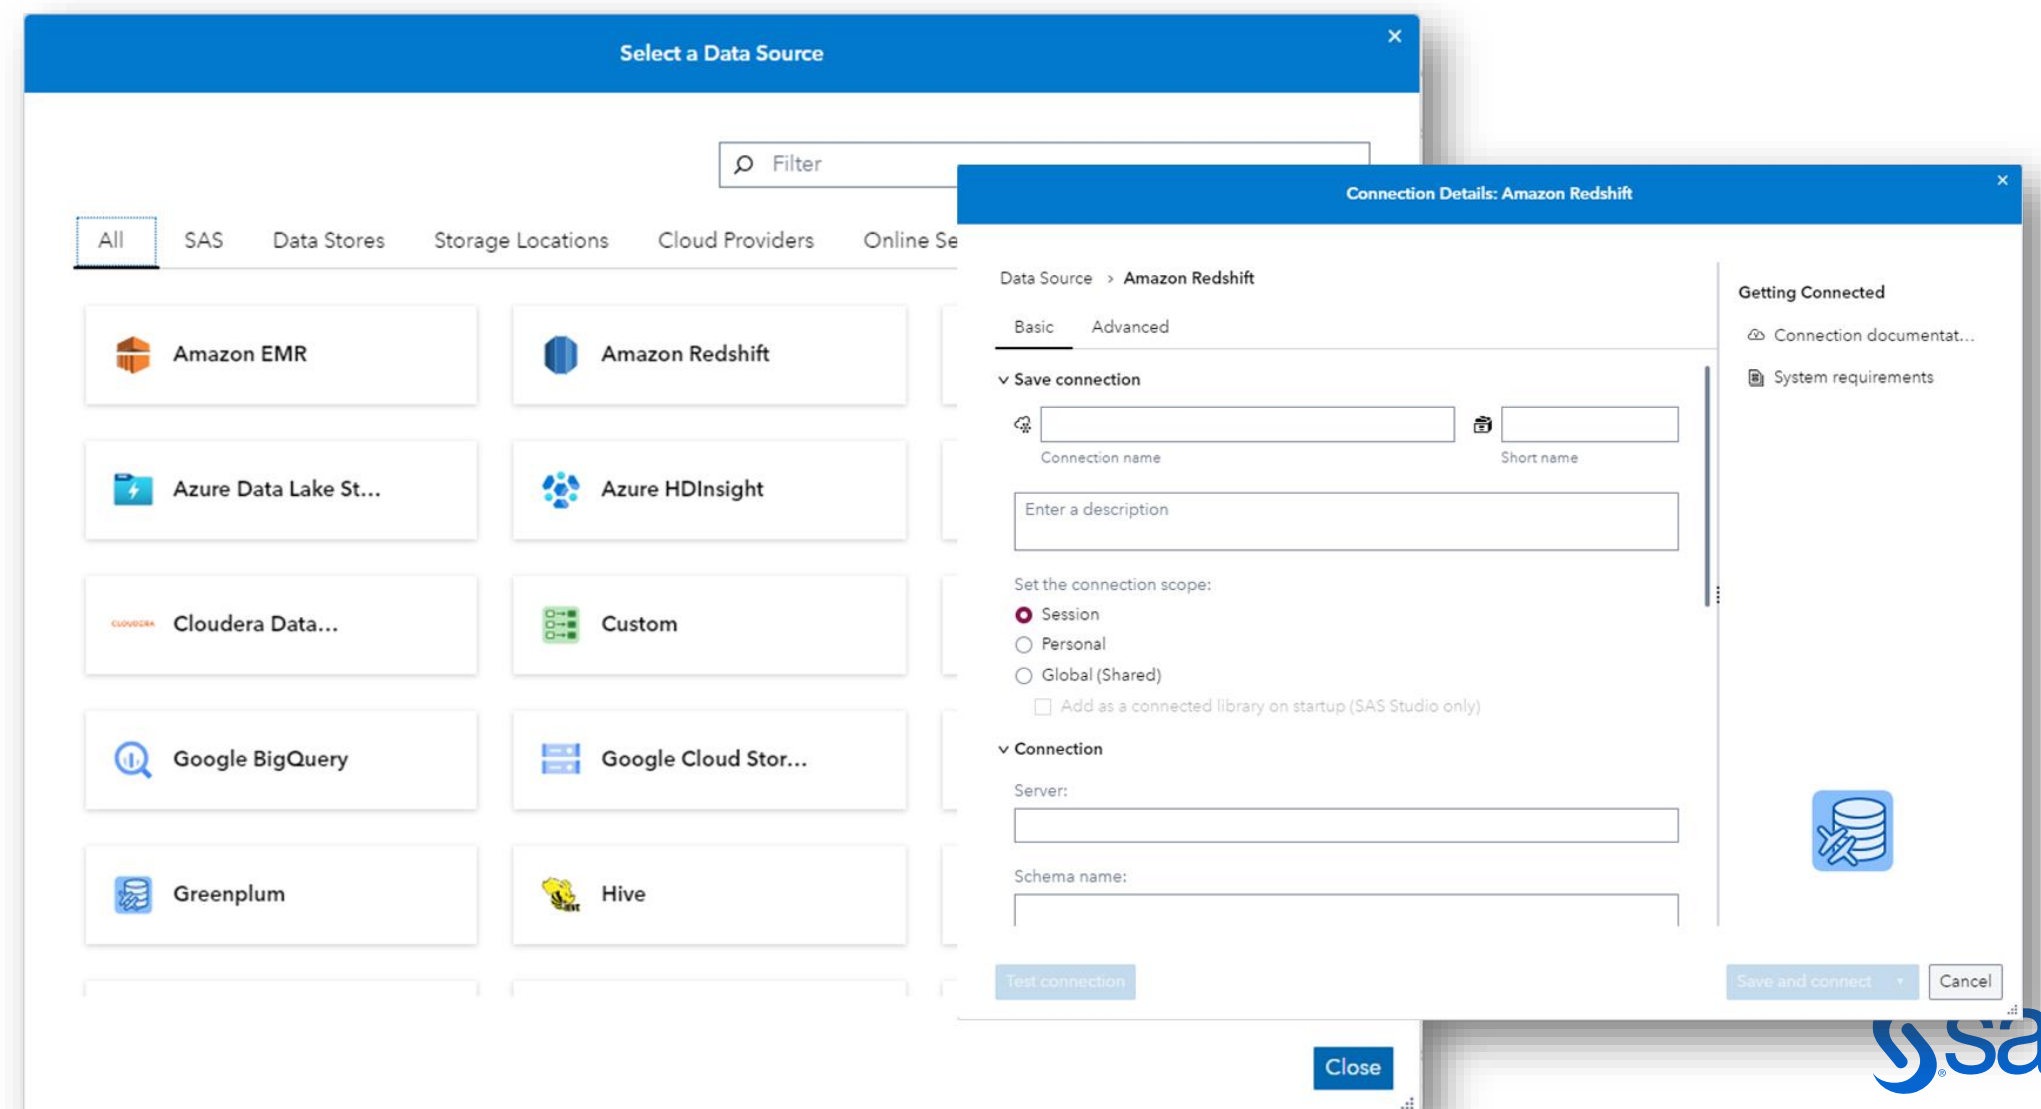 Select a Data Source
Filter
All SAS Data Stores Storage Locations Cloud Providers Online Se
Amazon EMR
Amazon Redshift
Azure Data Lake St...
Azure HDInsight
CLOUDERA
Cloudera Data...
Custom
Google BigQuery
Google Cloud Stor...
Greenplum
HIVE
Hive
Close
Connection Details: Amazon Redshift
Data Source > Amazon Redshift
Basic Advanced
Save connection
Connection name
Short name
Enter a description
Set the connection scope:
Session
Personal
Global (Shared)
Add as a connected library on startup (SAS Studio only)
Connection
Server:
Schema name:
Getting Connected
Connection documentat...
System requirements
Test connection
Save and connect
Cancel
sa